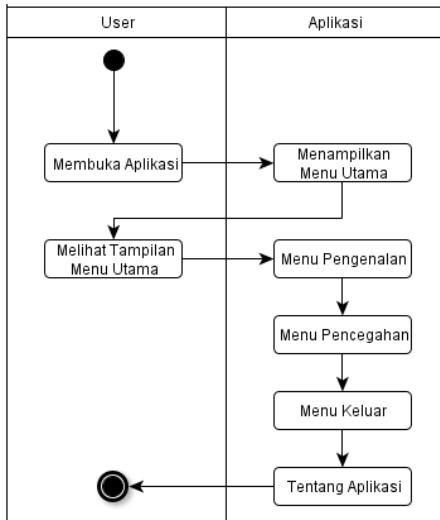 User
Aplikasi
Membuka Aplikasi
Menampilkan
Menu Utama
Melihat Tampilan
Menu Utama
Menu Pengenalan
Menu Pencegahan
Menu Keluar
Tentang Aplikasi